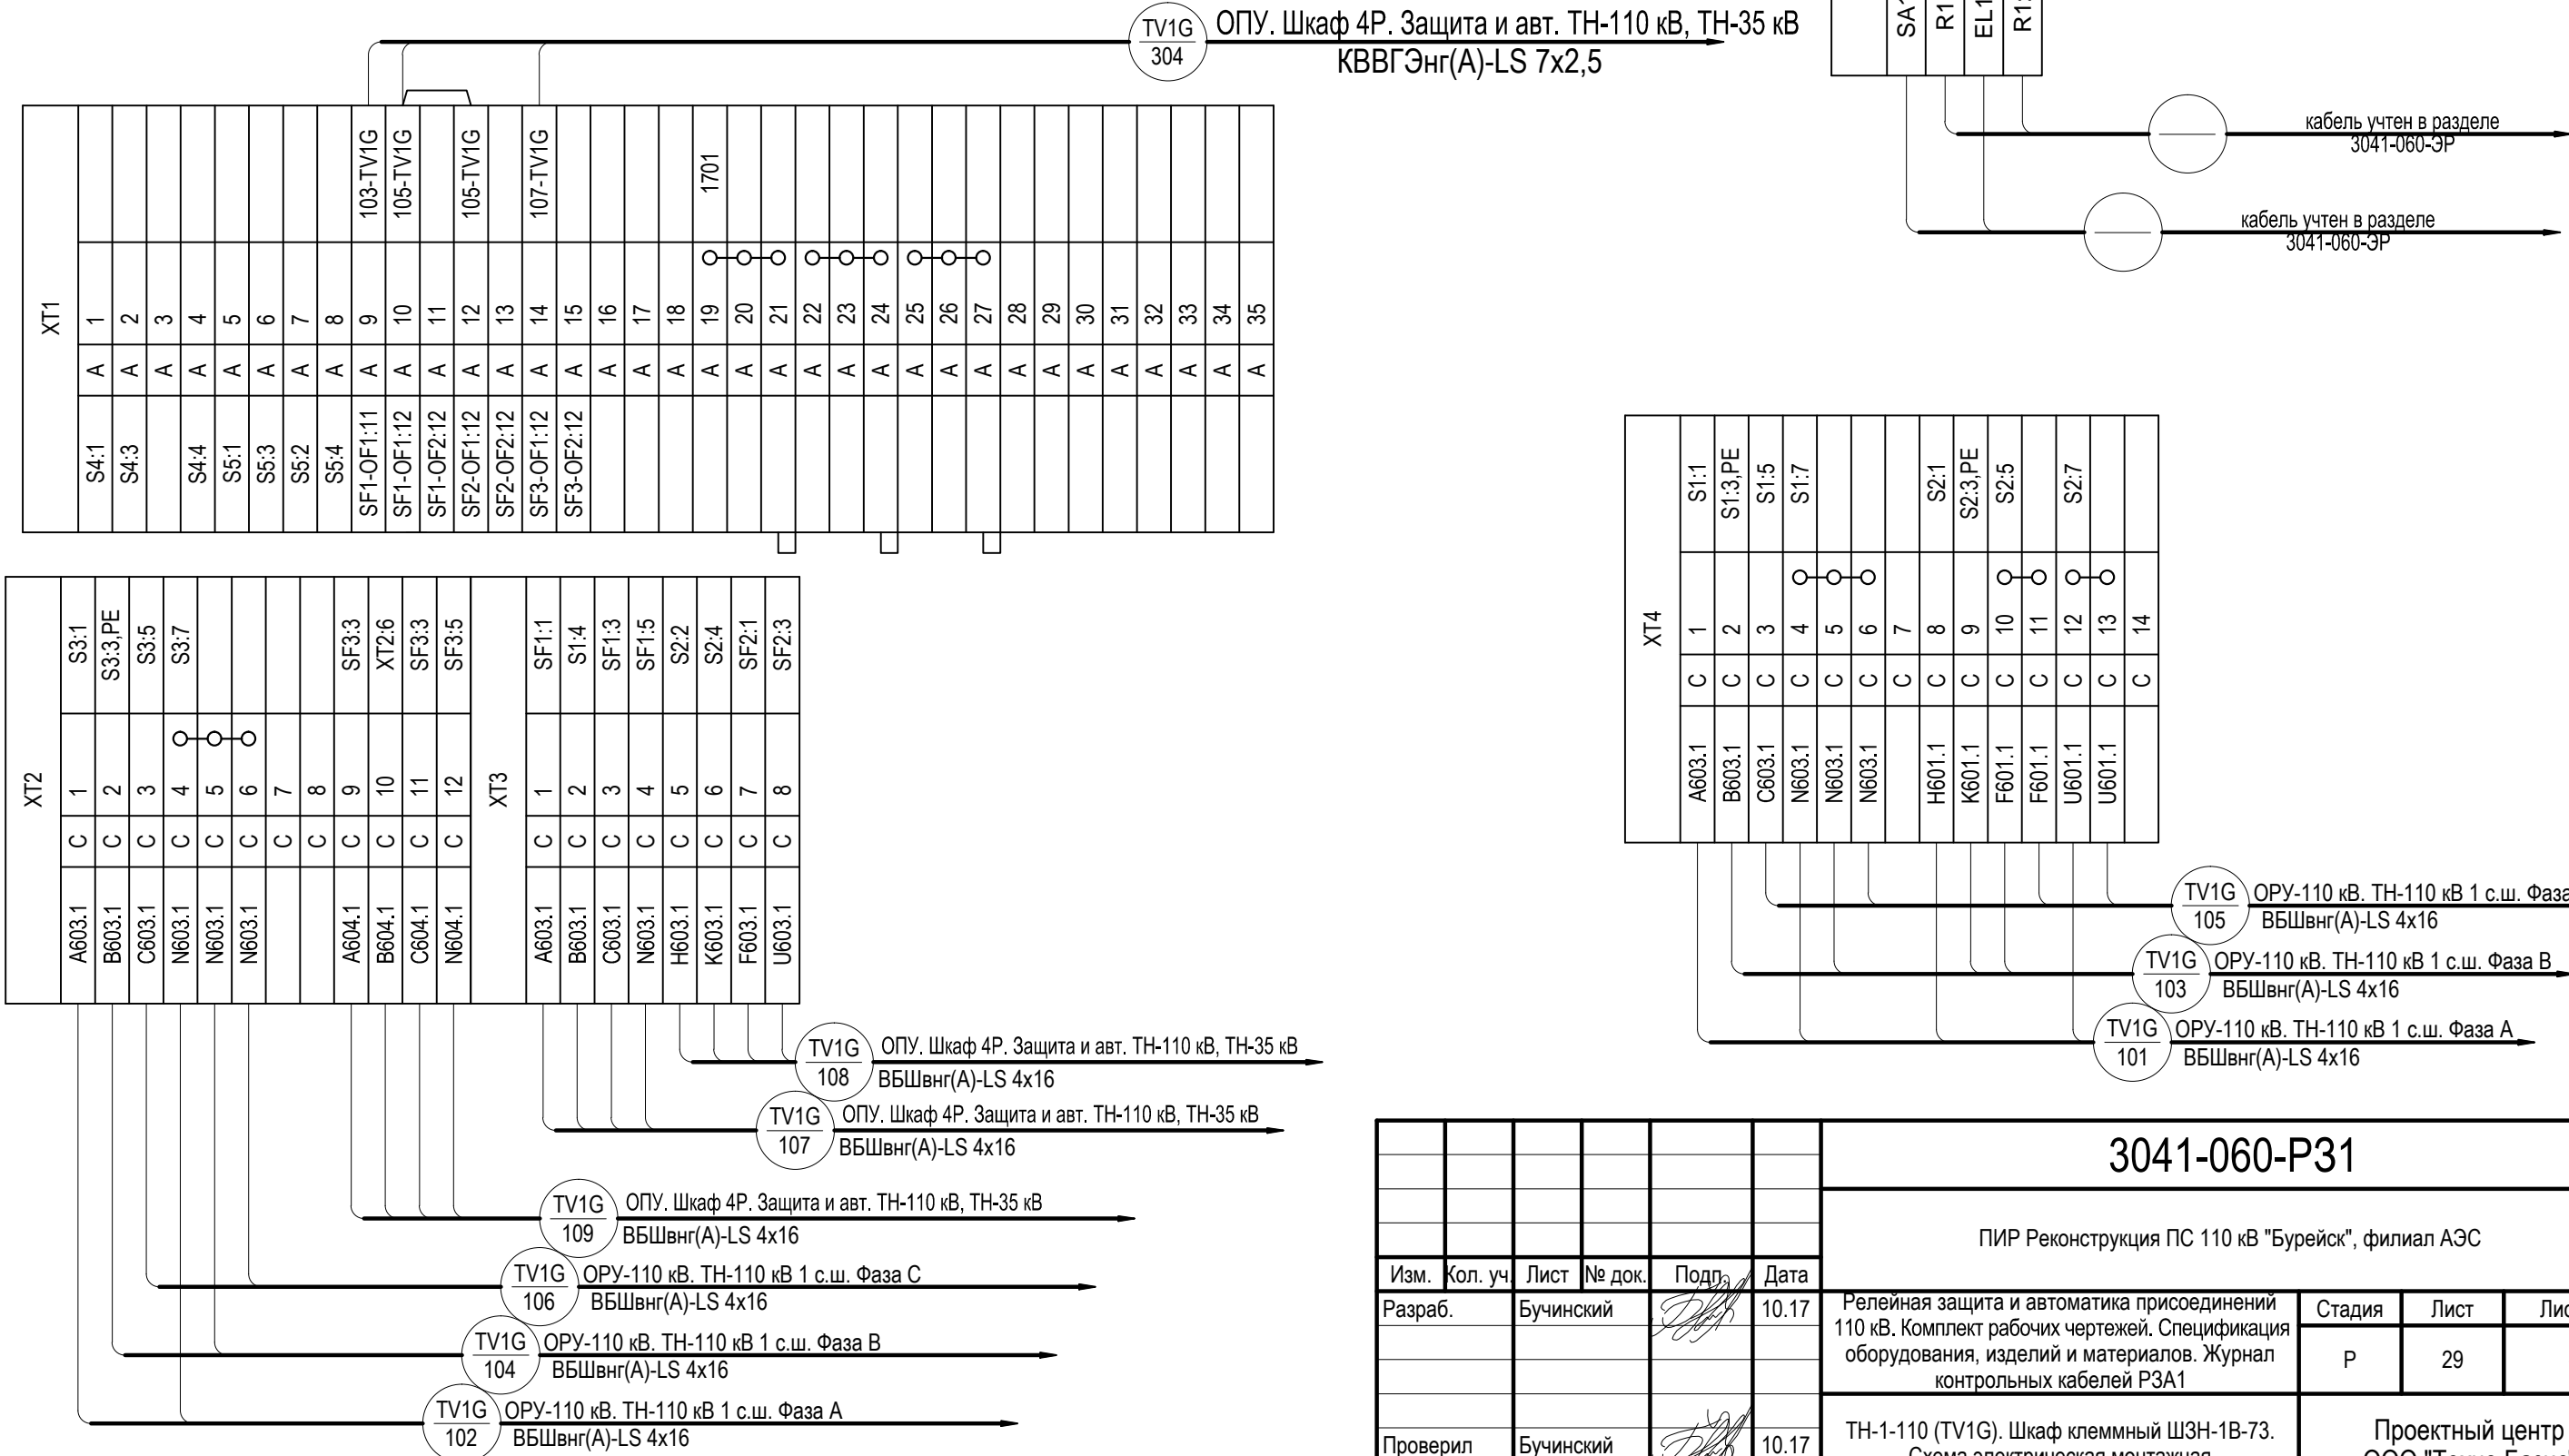 TV1G
304
ОПУ. Шкаф 4Р. Защита и авт. ТН-110 кВ, ТН-35 кВ
КВВГЭнг(А)-LS 7x2,5
EL1
кабель учтен в разделе
3041-060-ЭР
кабель учтен в разделе
3041-060-ЭР
XT1
103-TV1G 105-TV1G 105-TV1G 107-TV1G 1701
1 2 3 4 5 6 7 8 9 10 11 12 13 14 15 16 17 18 19 20 21 22 23 24 25 26 27 28 29 30 31 32 33 34 35
A A A A A A A A A A A A A A A A A A A A A A A A A A A A A A A A A A A
S4:1 S4:3 S4:4 S5:1 S5:3 S5:2 S5:4 SF1-OF1:11 SF1-OF1:12 SF1-OF2:12 SF2-OF1:12 SF2-OF2:12 SF3-OF1:12 SF3-OF2:12
XT2
S3:1 S3:3,PE S3:5 S3:7 SF3:3 XT2:6 SF3:3 SF3:5
1 2 3 4 5 6 7 8 9 10 11 12
C C C C C C C C C C C C
A603.1 B603.1 C603.1 N603.1 N603.1 N603.1 A604.1 B604.1 C604.1 N604.1
XT3
SF1:1 S1:4 SF1:3 SF1:5 S2:2 S2:4 SF2:1 SF2:3
1 2 3 4 5 6 7 8
C C C C C C C C
A603.1 B603.1 C603.1 N603.1 H603.1 K603.1 F603.1 U603.1
XT4
S1:1 S1:3,PE S1:5 S1:7 S2:1 S2:3,PE S2:5 S2:7
1 2 3 4 5 6 7 8 9 10 11 12 13 14
C C C C C C C C C C C C C C
A603.1 B603.1 C603.1 N603.1 N603.1 N603.1 H601.1 K601.1 F601.1 F601.1 U601.1 U601.1
TV1G
105
ОРУ-110 кВ. ТН-110 кВ 1 с.ш. Фаза
ВБШвнг(А)-LS 4x16
TV1G
103
ОРУ-110 кВ. ТН-110 кВ 1 с.ш. Фаза В
ВБШвнг(А)-LS 4x16
TV1G
101
ОРУ-110 кВ. ТН-110 кВ 1 с.ш. Фаза А
ВБШвнг(А)-LS 4x16
TV1G
108
ОПУ. Шкаф 4Р. Защита и авт. ТН-110 кВ, ТН-35 кВ
ВБШвнг(А)-LS 4x16
TV1G
107
ОПУ. Шкаф 4Р. Защита и авт. ТН-110 кВ, ТН-35 кВ
ВБШвнг(А)-LS 4x16
TV1G
109
ОПУ. Шкаф 4Р. Защита и авт. ТН-110 кВ, ТН-35 кВ
ВБШвнг(А)-LS 4x16
TV1G
106
ОРУ-110 кВ. ТН-110 кВ 1 с.ш. Фаза С
ВБШвнг(А)-LS 4x16
TV1G
104
ОРУ-110 кВ. ТН-110 кВ 1 с.ш. Фаза В
ВБШвнг(А)-LS 4x16
TV1G
102
ОРУ-110 кВ. ТН-110 кВ 1 с.ш. Фаза А
ВБШвнг(А)-LS 4x16
3041-060-РЗ1
ПИР Реконструкция ПС 110 кВ "Бурейск", филиал АЭС
Изм. Кол. уч. Лист № док. Подп. Дата
Разраб. Бучинский 10.17
Проверил Бучинский 10.17
Релейная защита и автоматика присоединений
110 кВ. Комплект рабочих чертежей. Спецификация
оборудования, изделий и материалов. Журнал
контрольных кабелей РЗА1
Стадия Лист
Р 29
ТН-1-110 (TV1G). Шкаф клеммный ШЗН-1В-73.
Схема электрическая монтажная
Проектный центр
ООО